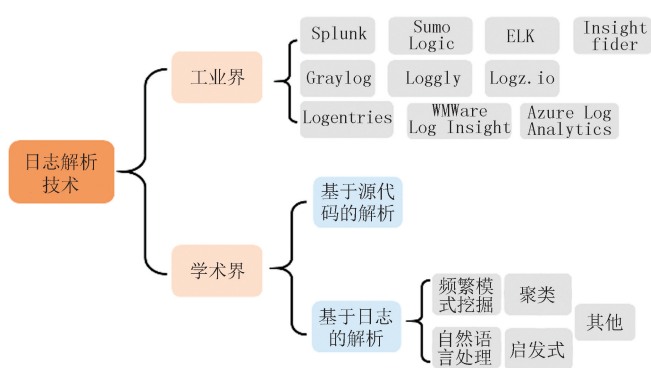 日志解析
技术
工业界
Splunk
Sumo
Logic
ELK
Insight
fider
Graylog
Loggly
Logz.io
Logentries
WMWare
Log Insight
Azure Log
Analytics
学术界
基于源代
码的解析
基于日志
的解析
频繁模
式挖掘
聚类
自然语
言处理
启发式
其他